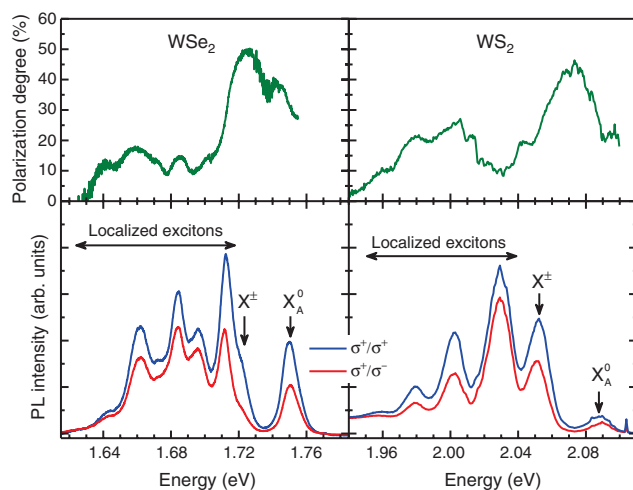 Polarization degree (%)
60
50
40
30
20
10
0
WSe2
WS2
PL intensity (arb. units)
Localized excitons
X±
X0A
σ+/σ+
σ+/σ−
Localized excitons
X±
X0A
1.64 1.68 1.72 1.76
1.96 2.00 2.04 2.08
Energy (eV)
Energy (eV)